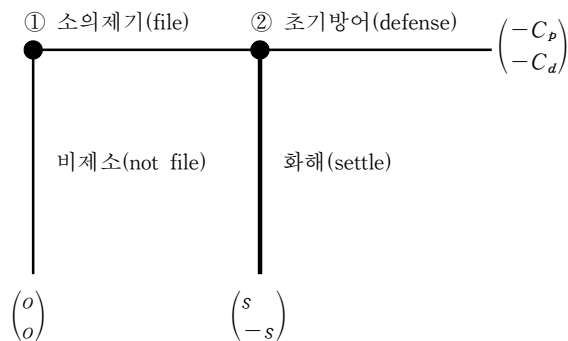 ① 소의제기(file) ② 초기방어(defense)
(−C_p
−C_d)
비제소(not file) 화해(settle)
(o
o)
(s
−s)